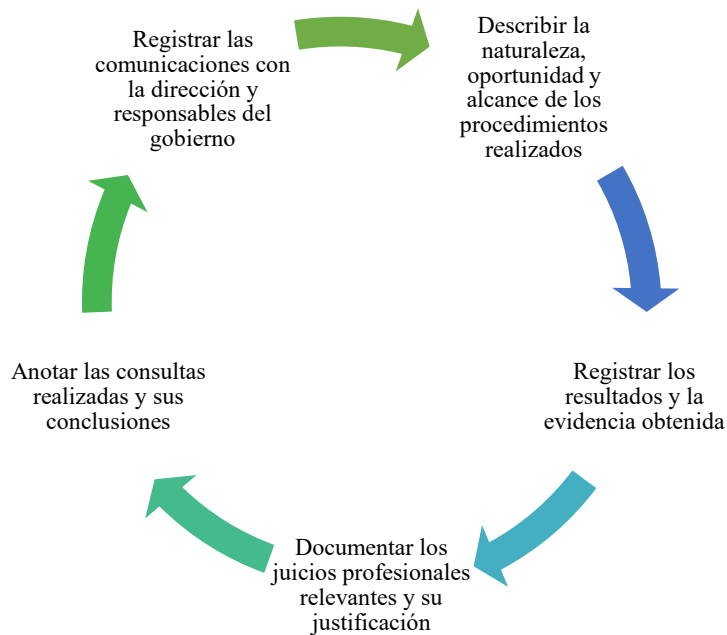 Registrar las
comunicaciones con
la dirección y
responsables del
gobierno
Describir la
naturaleza,
oportunidad y
alcance de los
procedimientos
realizados
Registrar los
resultados y la
evidencia obtenida
Documentar los
juicios profesionales
relevantes y su
justificación
Anotar las consultas
realizadas y sus
conclusiones